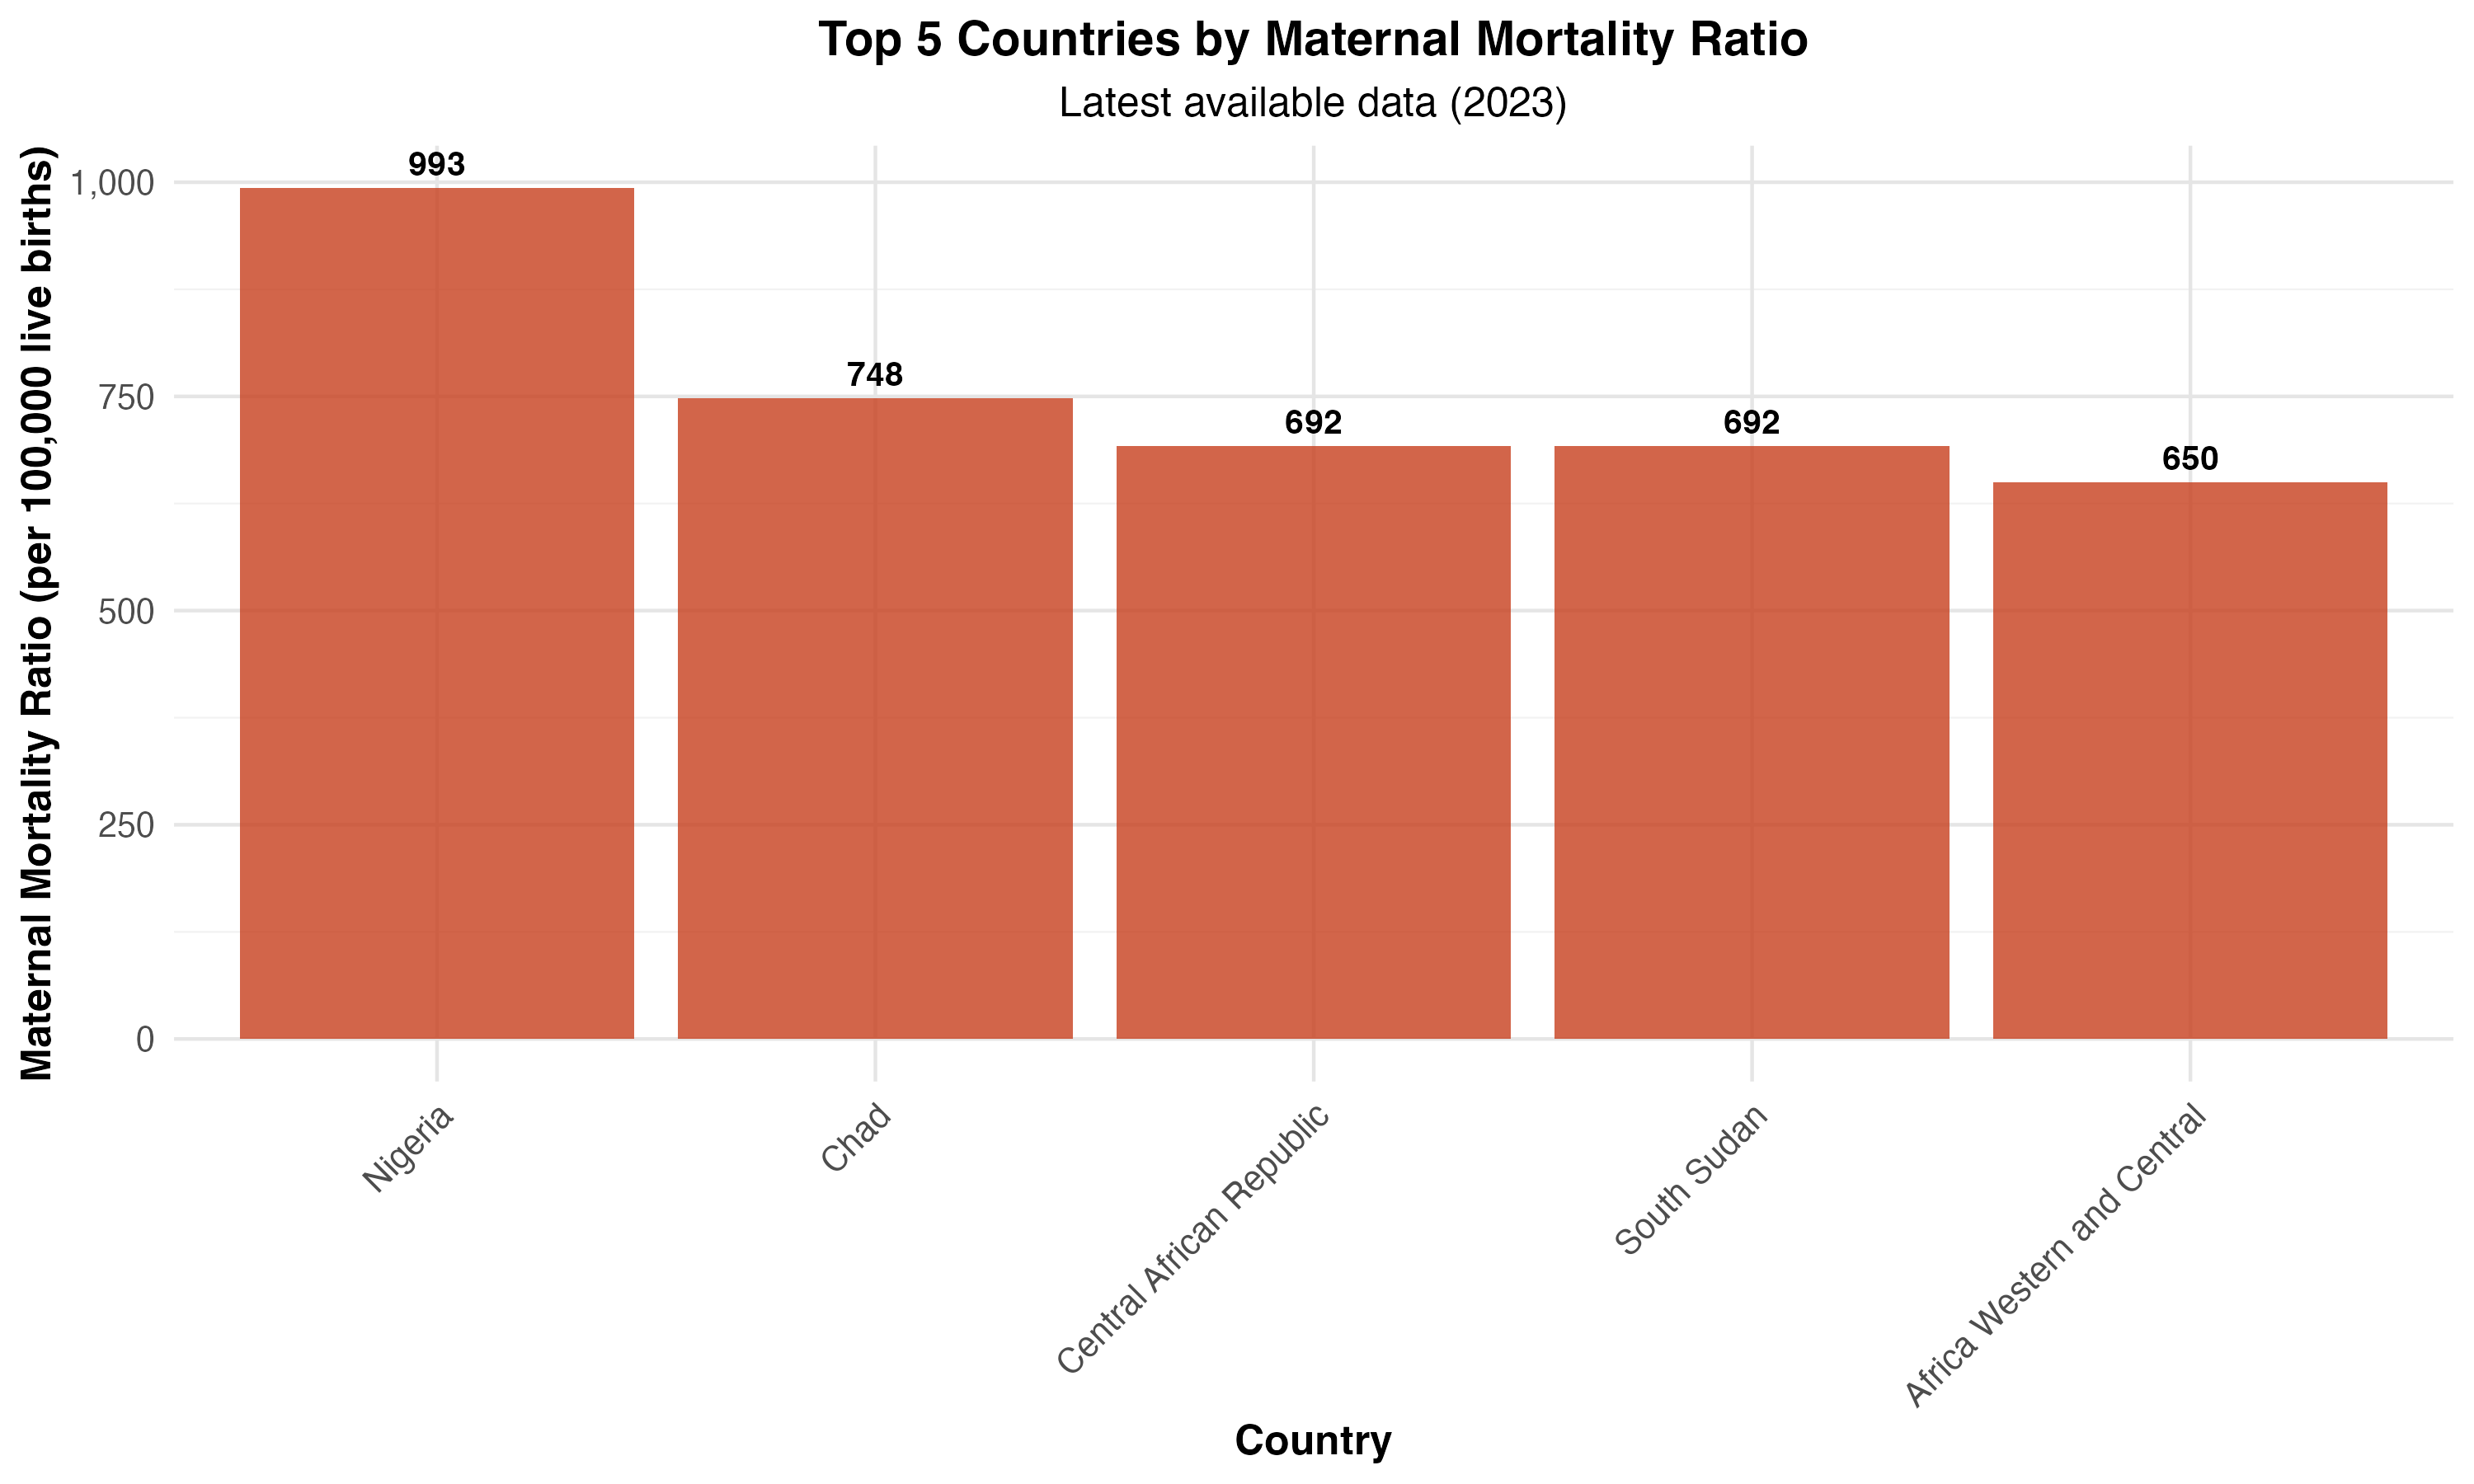 Top 5 Countries by Maternal Mortality Ratio
Latest available data (2023)
Maternal Mortality Ratio (per 100,000 live births)
1,000
750
500
250
0
993
748
692
692
650
Nigeria
Chad
Central African Republic
South Sudan
Africa Western and Central
Country